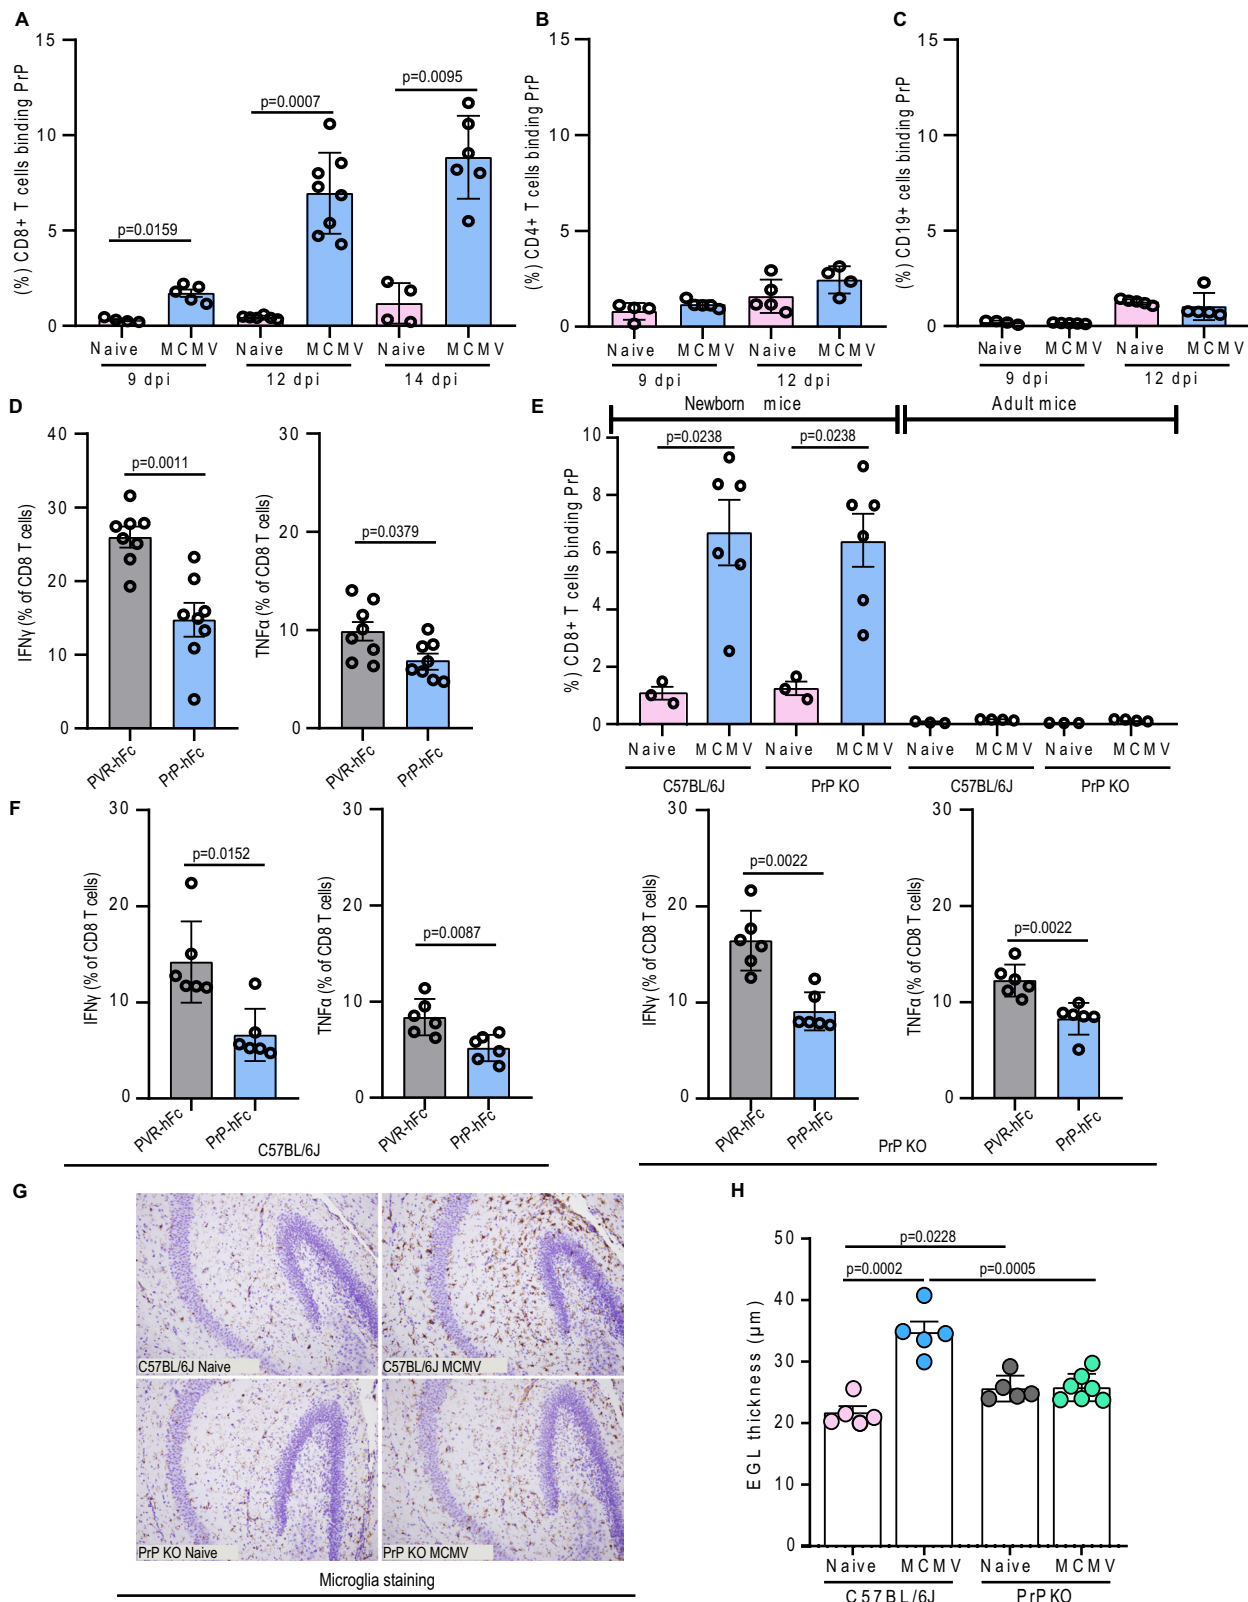 A
(%) CD8+ T cells binding PrP
15
10
5
0
p=0.0159
p=0.0007
p=0.0095
Naive MCMV Naive MCMV Naive MCMV
9 dpi 12 dpi 14 dpi
B
(%) CD4+ T cells binding PrP
15
10
5
0
Naive MCMV Naive MCMV
9 dpi 12 dpi
C
(%) CD19+ cells binding PrP
15
10
5
0
Naive MCMV Naive MCMV
9 dpi 12 dpi
D
IFNγ (% of CD8 T cells)
40
30
20
10
0
p=0.0011
PVR-hFc PrP-hFc
TNFα (% of CD8 T cells)
30
20
10
0
p=0.0379
PVR-hFc PrP-hFc
E
Newborn mice Adult mice
%) CD8+ T cells binding PrP
10
8
6
4
2
0
p=0.0238
p=0.0238
Naive MCMV Naive MCMV Naive MCMV Naive MCMV
C57BL/6J PrP KO C57BL/6J PrP KO
F
IFNγ (% of CD8 T cells)
30
20
10
0
p=0.0152
PVR-hFc PrP-hFc
TNFα (% of CD8 T cells)
30
20
10
0
p=0.0087
PVR-hFc PrP-hFc
C57BL/6J
IFNγ (% of CD8 T cells)
30
20
10
0
p=0.0022
PVR-hFc PrP-hFc
TNFα (% of CD8 T cells)
30
20
10
0
p=0.0022
PVR-hFc PrP-hFc
PrP KO
G
C57BL/6J Naive
C57BL/6J MCMV
PrP KO Naive
PrP KO MCMV
Microglia staining
H
EGL thickness (µm)
50
40
30
20
10
0
p=0.0228
p=0.0002
p=0.0005
Naive MCMV Naive MCMV
C57BL/6J PrP KO